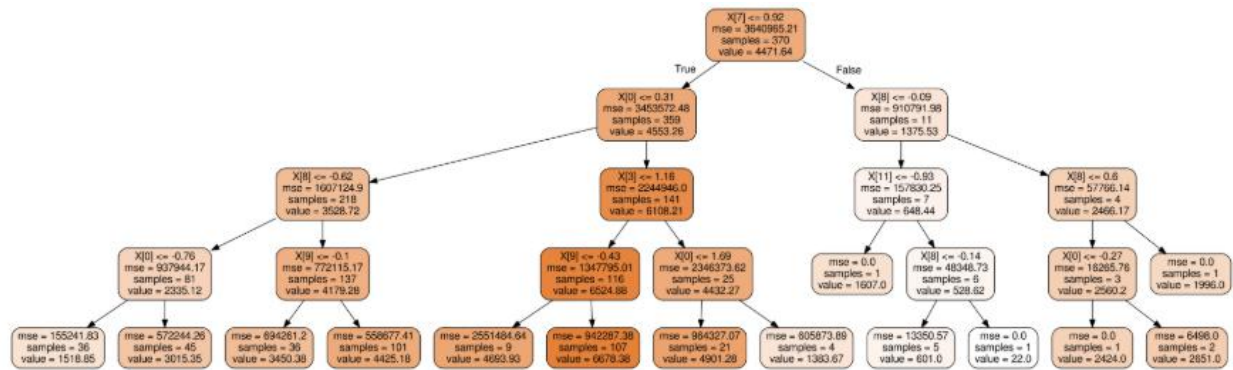 X[7] <= 0.92
mse = 3640965.21
samples = 370
value = 4471.64
True
False
X[0] <= 0.31
mse = 3453572.48
samples = 359
value = 4553.26
X[8] <= -0.09
mse = 910791.98
samples = 11
value = 1375.53
X[8] <= -0.62
mse = 1607124.9
samples = 218
value = 3528.72
X[3] <= 1.16
mse = 2244946.0
samples = 141
value = 6108.21
X[11] <= -0.93
mse = 157830.25
samples = 7
value = 648.44
X[8] <= 0.6
mse = 57766.14
samples = 4
value = 2466.17
X[0] <= -0.76
mse = 937944.17
samples = 81
value = 2335.12
X[9] <= -0.1
mse = 772115.17
samples = 137
value = 4179.28
X[9] <= -0.43
mse = 1347795.01
samples = 116
value = 6524.88
X[0] <= 1.69
mse = 2346373.62
samples = 25
value = 4432.27
mse = 0.0
samples = 1
value = 1607.0
X[8] <= -0.14
mse = 48348.73
samples = 6
value = 528.62
X[0] <= -0.27
mse = 16265.76
samples = 3
value = 2560.2
mse = 0.0
samples = 1
value = 1996.0
mse = 155241.83
samples = 36
value = 1518.85
mse = 572244.26
samples = 45
value = 3015.35
mse = 694261.2
samples = 36
value = 3450.38
mse = 558677.41
samples = 101
value = 4425.18
mse = 2551484.64
samples = 9
value = 4693.93
mse = 942287.38
samples = 107
value = 6678.38
mse = 984327.07
samples = 21
value = 4901.28
mse = 605873.89
samples = 4
value = 1383.67
mse = 13350.57
samples = 5
value = 601.0
mse = 0.0
samples = 1
value = 22.0
mse = 0.0
samples = 1
value = 2424.0
mse = 6498.0
samples = 2
value = 2651.0